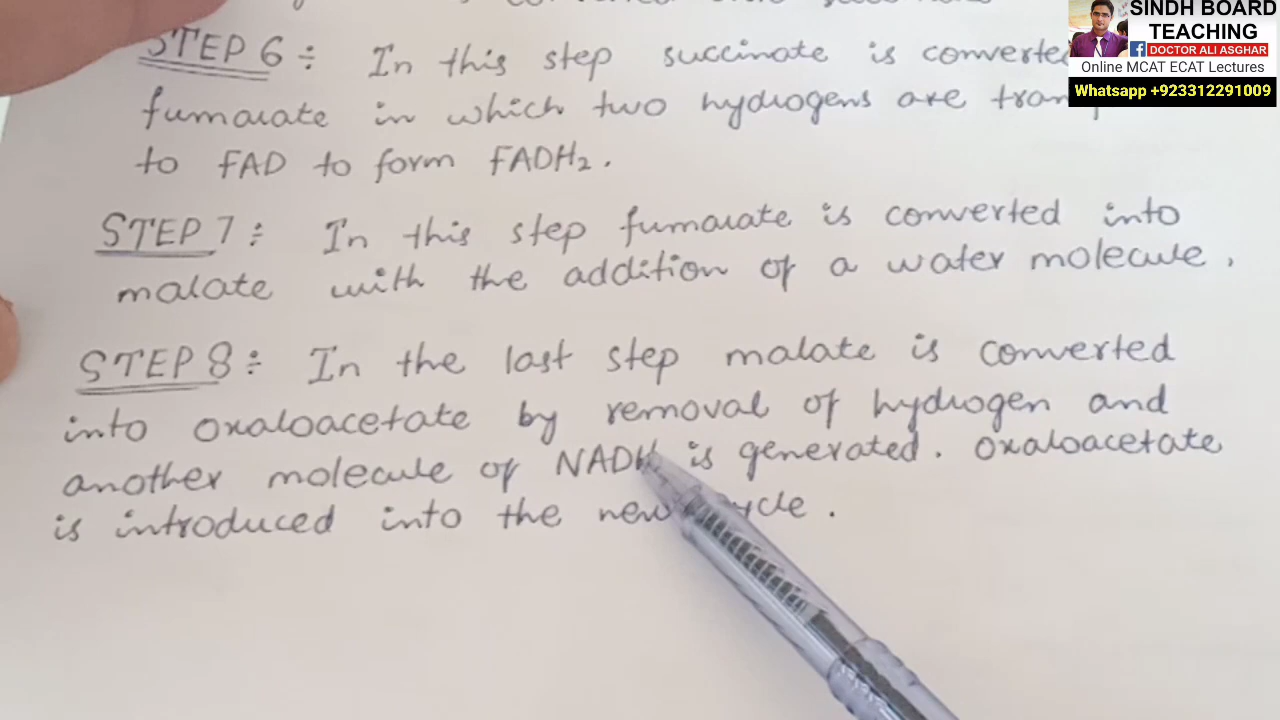 STEP 6 ÷ In this step succinate is converted
fumarate in which two hydrogens are
to FAD to form FADH₂.
STEP 7 ÷ In this step fumarate is converted into
malate with the addition of a water molecule.
STEP 8 ÷ In the last step malate is converted
into oxaloacetate by removal of hydrogen and
another molecule of NADH is generated. Oxaloacetate
is introduced into the new cycle.
SINDH BOARD
TEACHING
DOCTOR ALI ASGHAR
Online MCAT ECAT Lectures
Whatsapp +923312291009